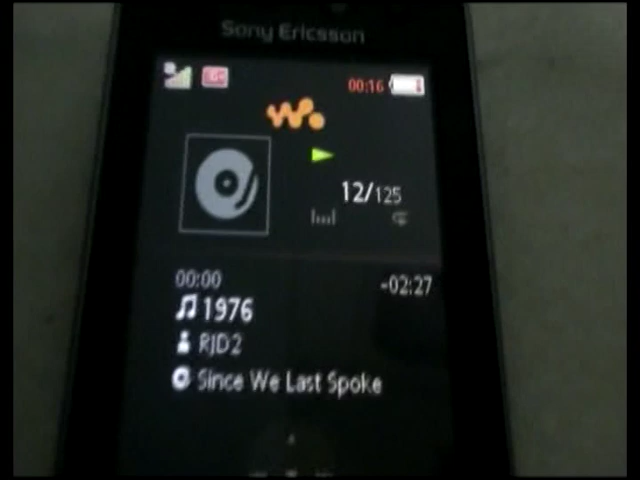 Sony Ericsson
00:16
12/125
00:00 -02:27
1976
RJD2
Since We Last Spoke